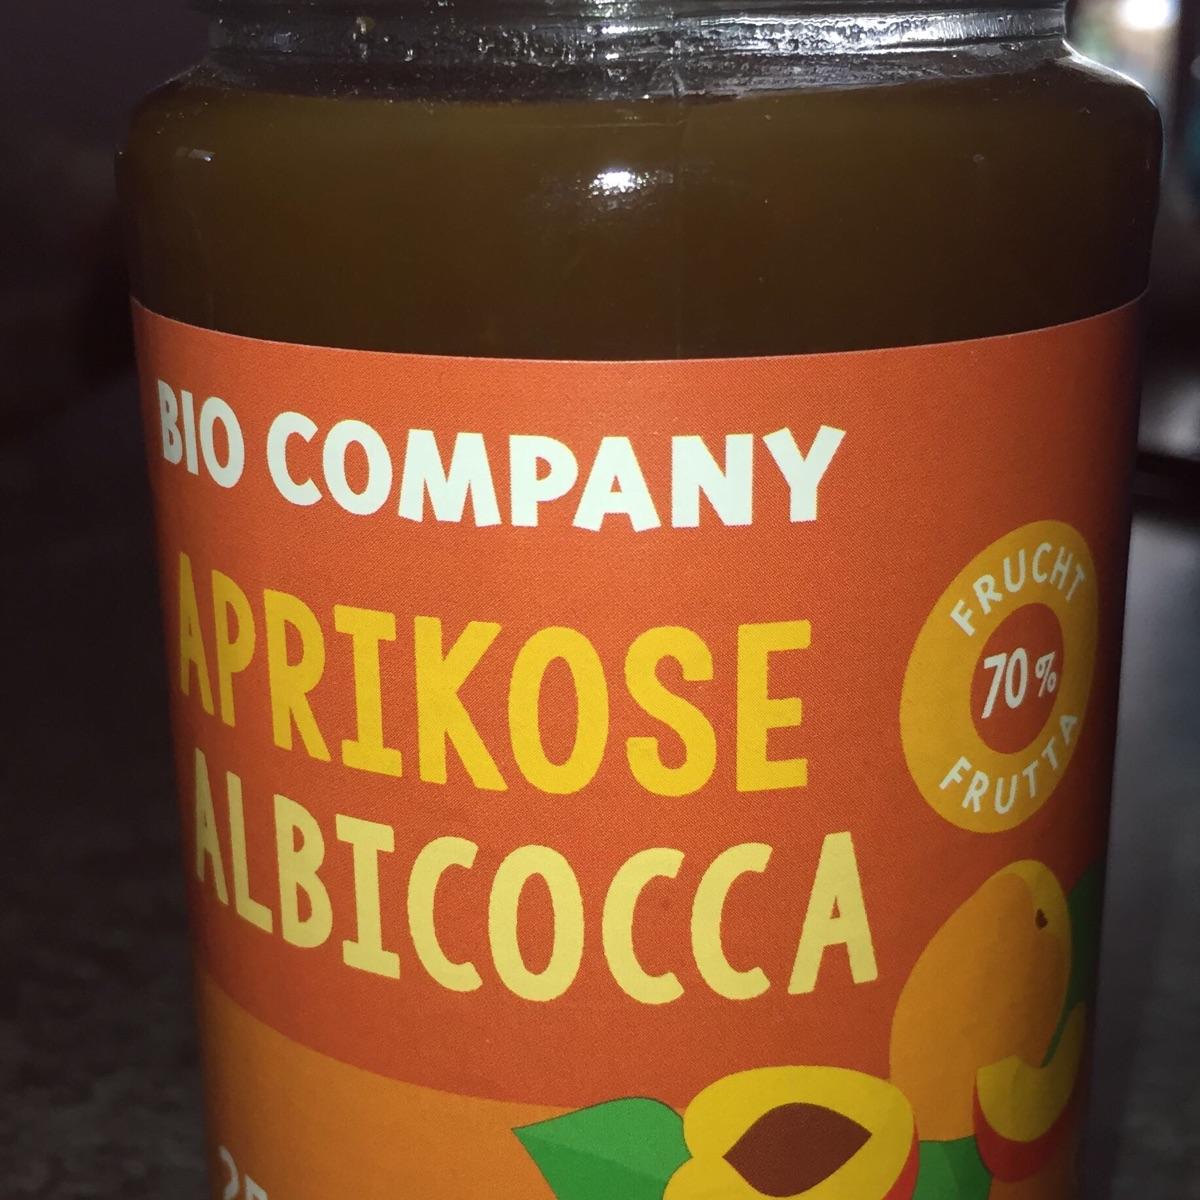 BIO COMPANY
APRIKOSE
ALBICOCCA
FRUCHT
70%
FRUTTA